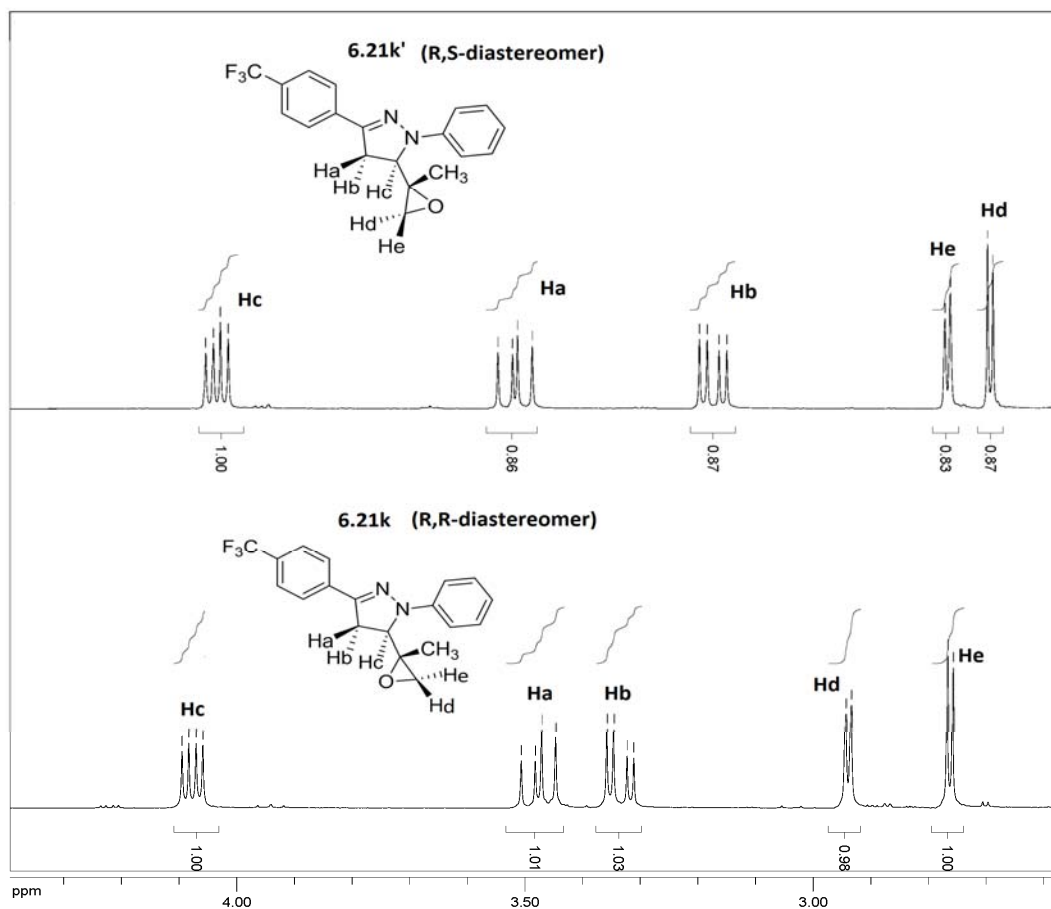 6.21k' (R,S-diastereomer)
F₃C
N
N
Ha
Hb
Hc
CH₃
O
Hd
He
Hc
Ha
Hb
He
Hd
1.00
0.86
0.87
0.83
0.87
6.21k (R,R-diastereomer)
F₃C
N
N
Ha
Hb
Hc
CH₃
O
He
Hd
Hc
Ha
Hb
Hd
He
1.00
1.01
1.03
0.98
1.00
ppm
4.00
3.50
3.00